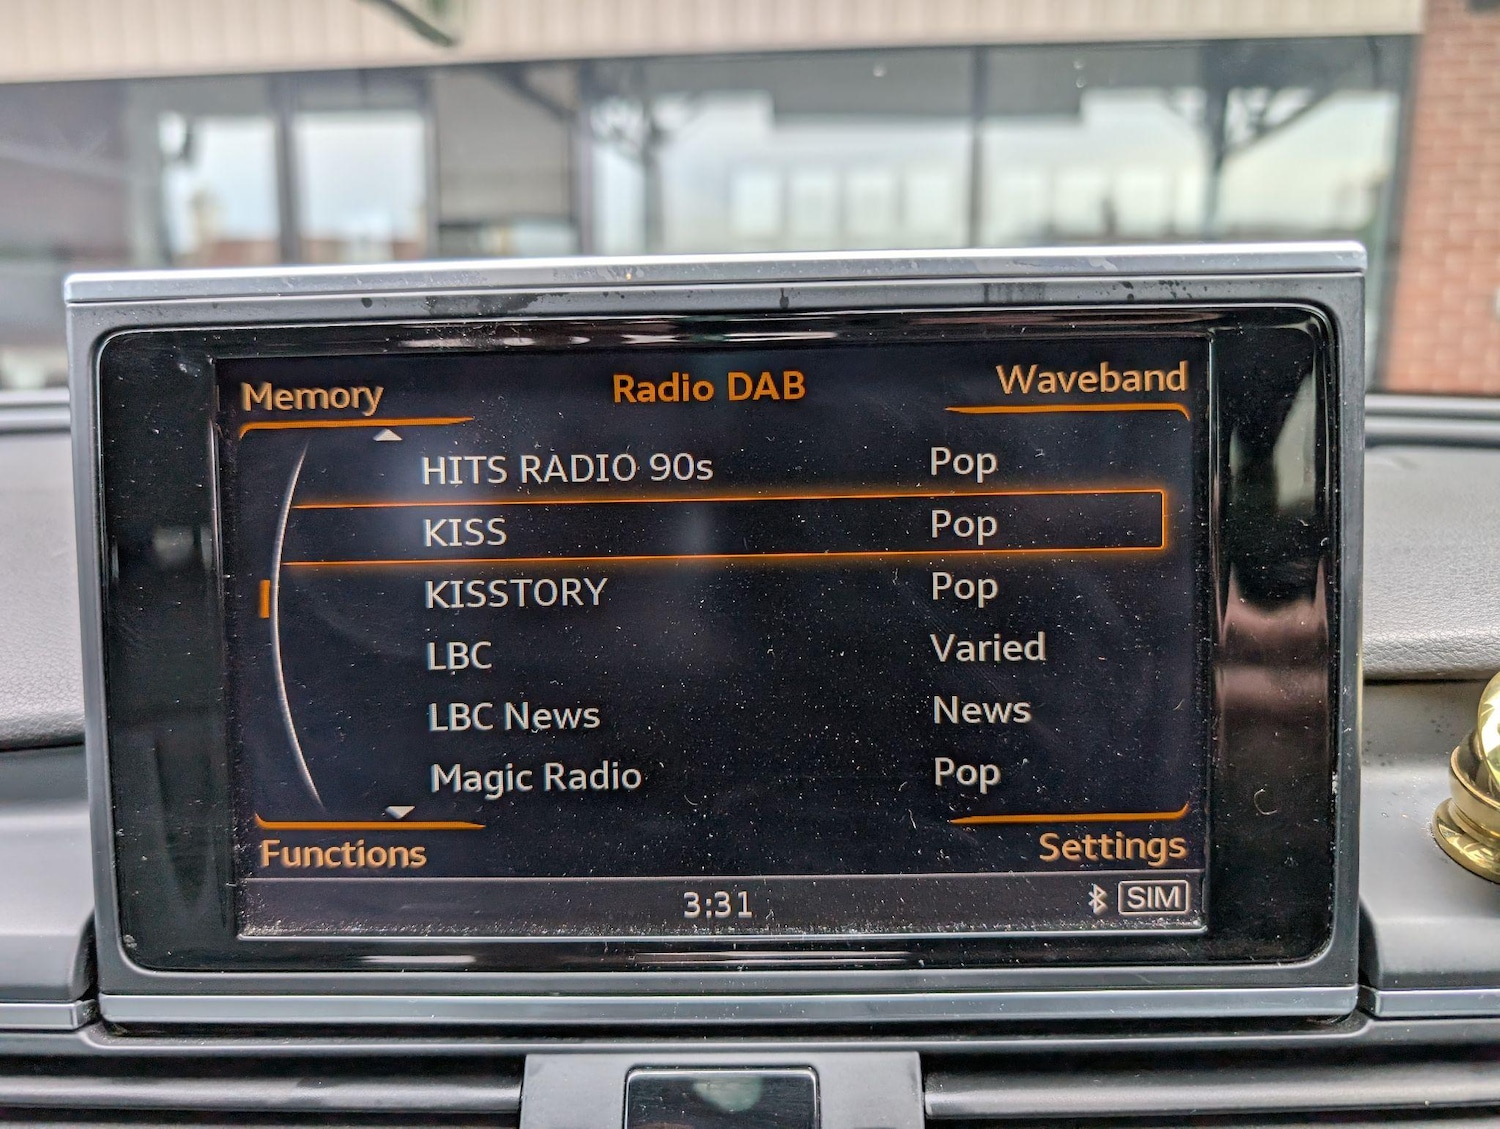 Memory Radio DAB Waveband
HITS RADIO 90s Pop
KISS Pop
KISSTORY Pop
LBC Varied
LBC News News
Magic Radio Pop
Functions Settings
3:31 SIM